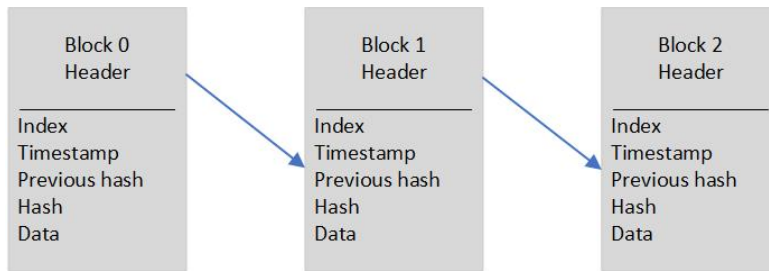 Block 0
Header
Index
Timestamp
Previous hash
Hash
Data
Block 1
Header
Index
Timestamp
Previous hash
Hash
Data
Block 2
Header
Index
Timestamp
Previous hash
Hash
Data